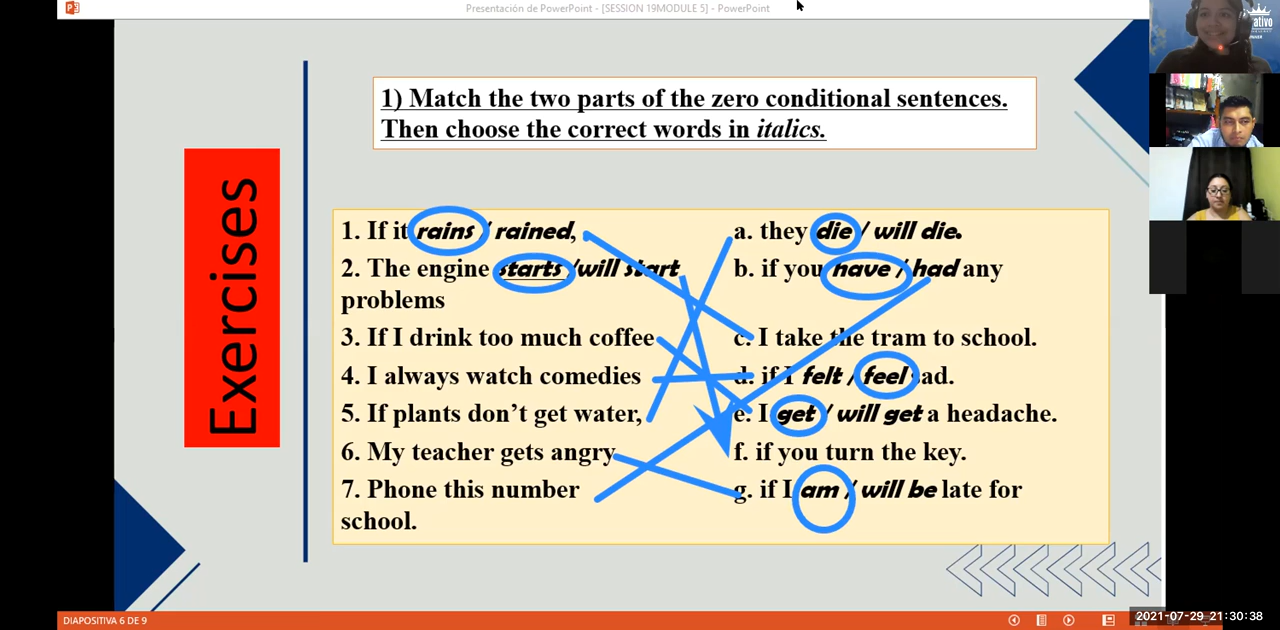 Presentación de PowerPoint - [SESSION 19MODULE 5] - PowerPoint
ativo
1) Match the two parts of the zero conditional sentences.
Then choose the correct words in italics.
Exercises
1. If it rains / rained,
2. The engine starts /will start
problems
3. If I drink too much coffee
4. I always watch comedies
5. If plants don’t get water,
6. My teacher gets angry
7. Phone this number
school.
a. they die / will die.
b. if you have / had any
c. I take the tram to school.
d. if I felt / feel sad.
e. I get / will get a headache.
f. if you turn the key.
g. if I am / will be late for
DIAPOSITIVA 6 DE 9
2021-07-29 21:30:38